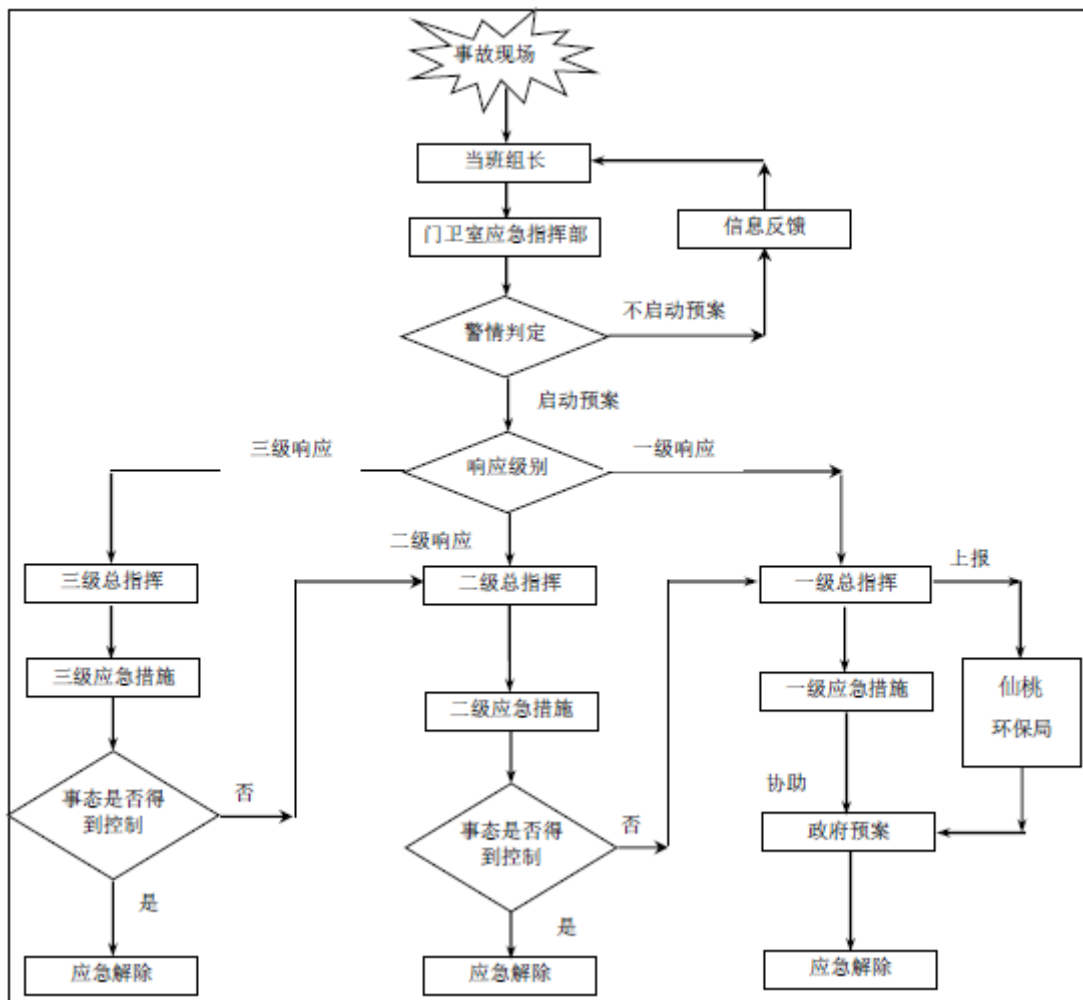 事故现场
当班组长
门卫室应急指挥部
信息反馈
不启动预案
警情判定
启动预案
三级响应
响应级别
一级响应
二级响应
三级总指挥
二级总指挥
一级总指挥
上报
三级应急措施
二级应急措施
一级应急措施
仙桃
环保局
协助
事态是否得
到控制
否
事态是否得
到控制
否
政府预案
是
是
应急解除
应急解除
应急解除